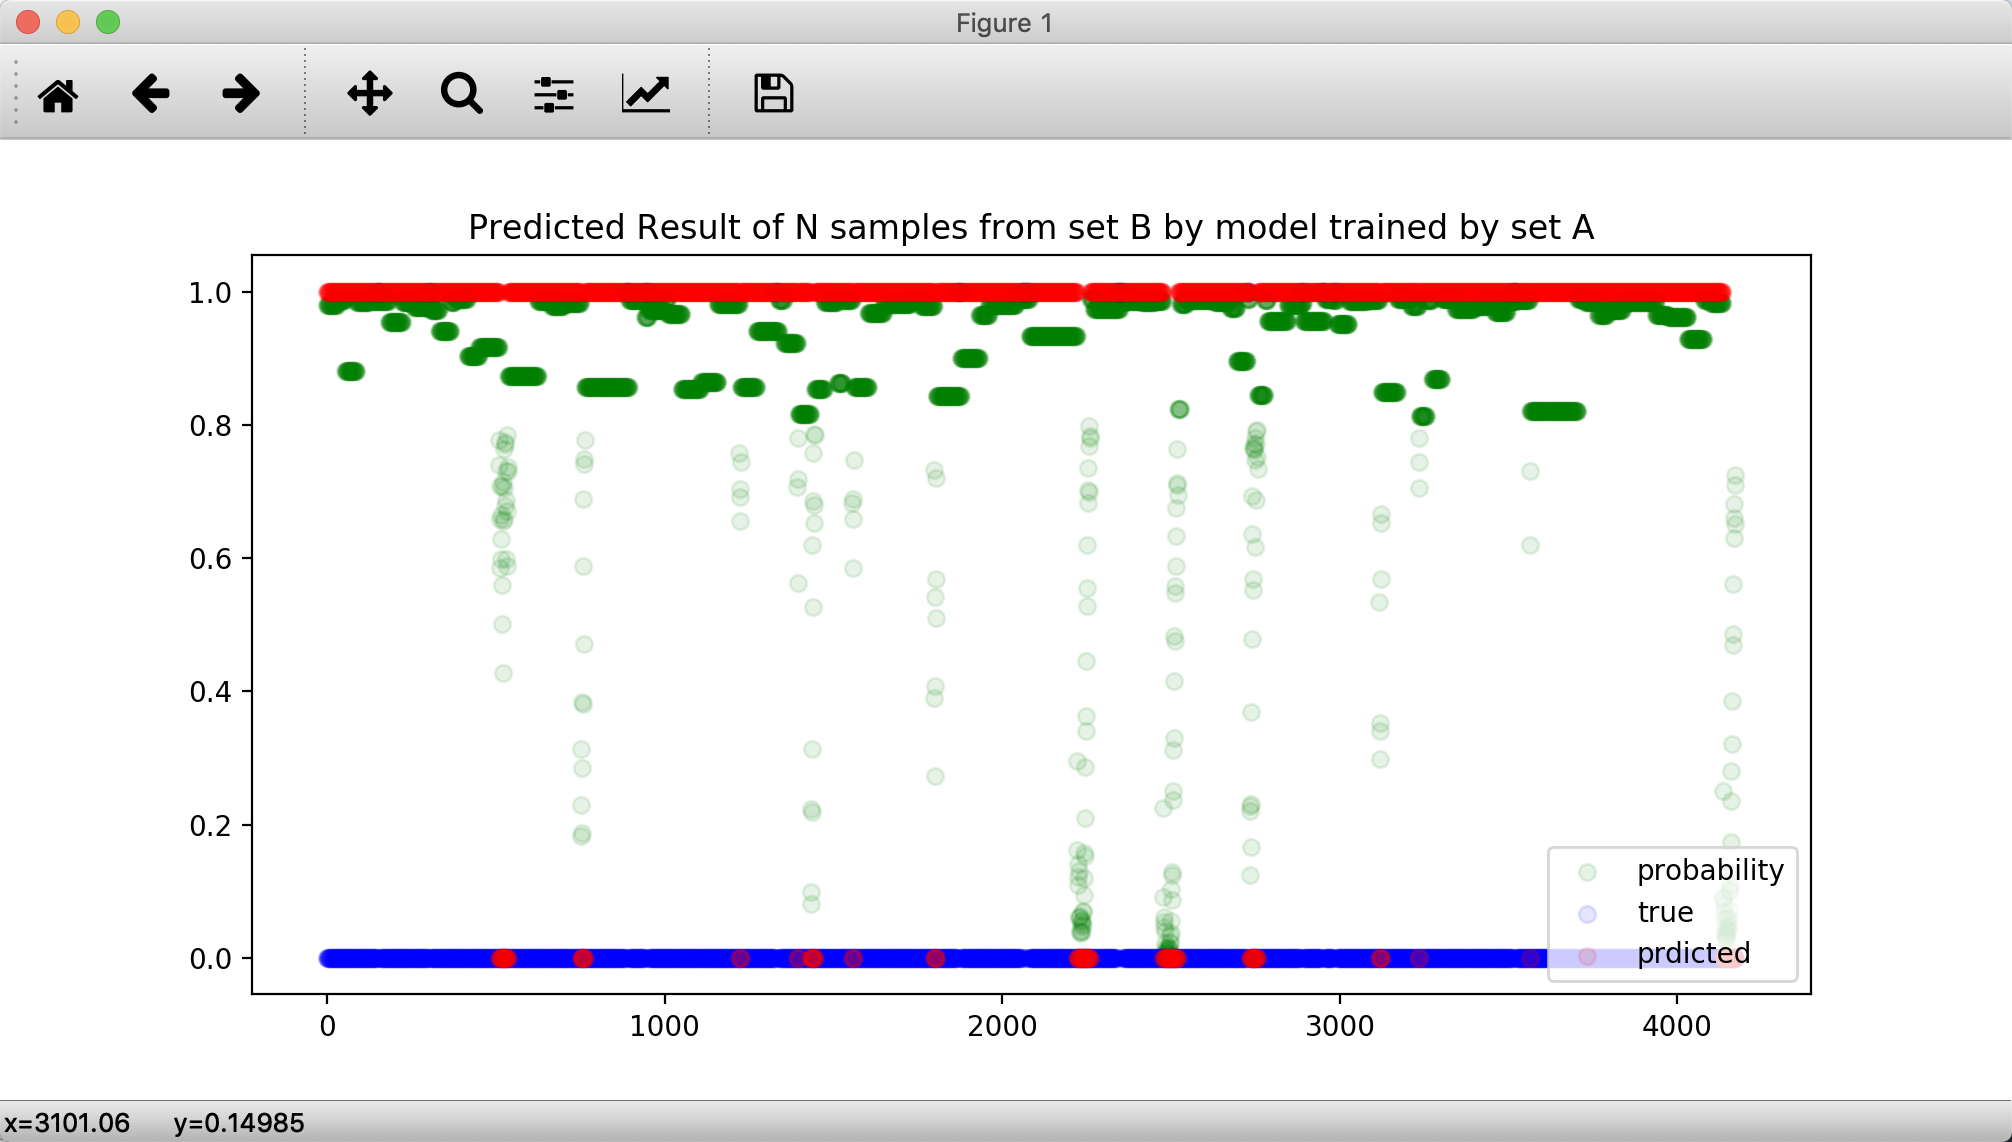 Figure 1
Predicted Result of N samples from set B by model trained by set A
1.0
0.8
0.6
0.4
0.2
0.0
probability
true
prdicted
0 1000 2000 3000 4000
x=3101.06 y=0.14985